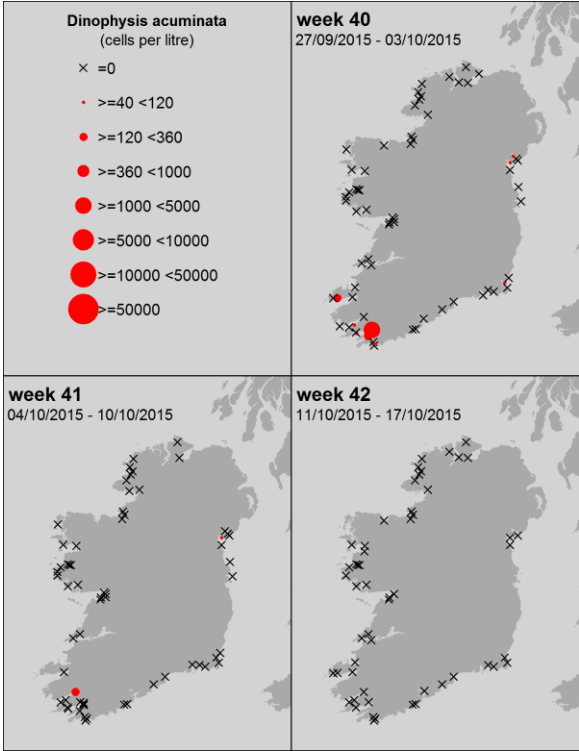 Dinophysis acuminata
(cells per litre)
=0
>=40 <120
>=120 <360
>=360 <1000
>=1000 <5000
>=5000 <10000
>=10000 <50000
>=50000
week 40
27/09/2015 - 03/10/2015
week 41
04/10/2015 - 10/10/2015
week 42
11/10/2015 - 17/10/2015